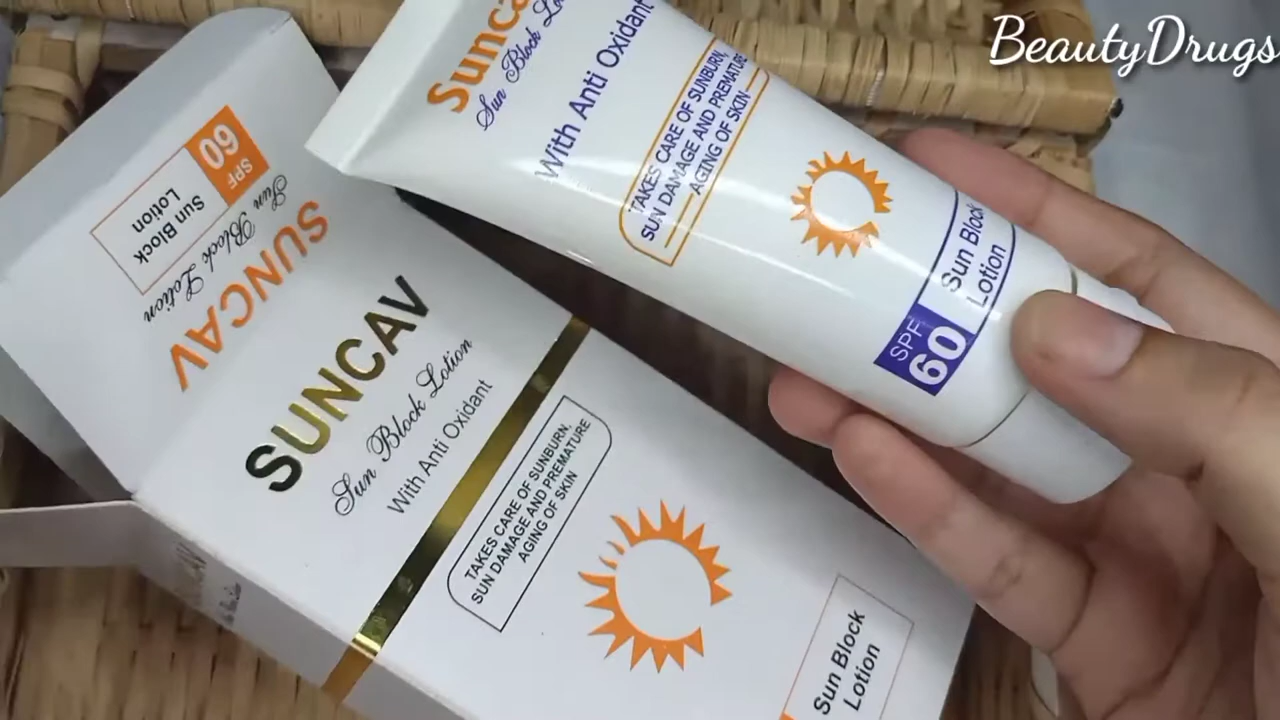 BeautyDrugs
Sunca
Sun Block Lo
With Anti Oxidant
TAKES CARE OF SUNBURN,
SUN DAMAGE AND PREMATURE
AGING OF SKIN
SPF
60
Sun Block
Lotion
SPF
60
Sun Block
Lotion
Sun Block Lotion
SUNCAV
SUNCAV
Sun Block Lotion
With Anti Oxidant
TAKES CARE OF SUNBURN,
SUN DAMAGE AND PREMATURE
AGING OF SKIN
Sun Block
Lotion